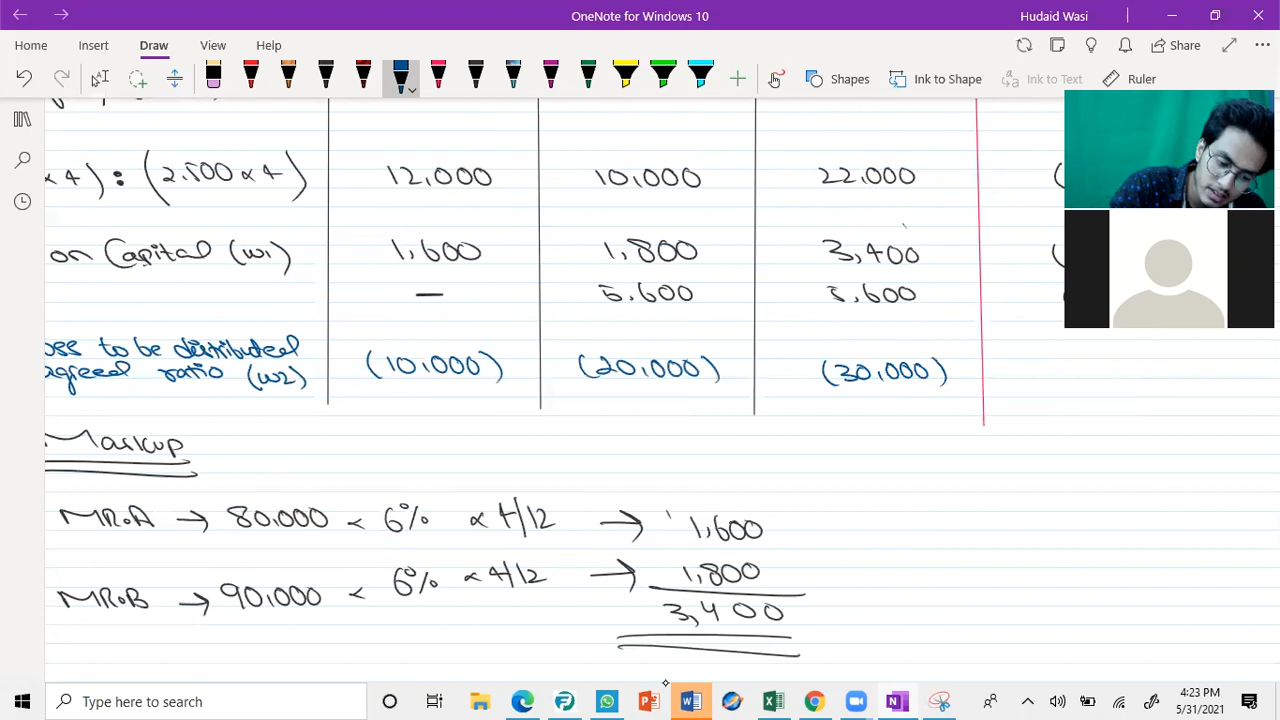 OneNote for Windows 10
Hudaid Wasi
Home Insert Draw View Help
Share
Shapes Ink to Shape Ink to Text Ruler
x 4) : (2,500 x 4) 12,000 10,000 22,000
on Capital (w1) 1,600 1,800 3,400
— 5,600 5,600
oss to be distributed
agreed ratio (w2) (10,000) (20,000) (30,000)
Markup
MR.A → 80,000 x 6% x 4/12 → 1,600
MR.B → 90,000 x 6% x 4/12 → 1,800
3,400
Type here to search
4:23 PM
5/31/2021